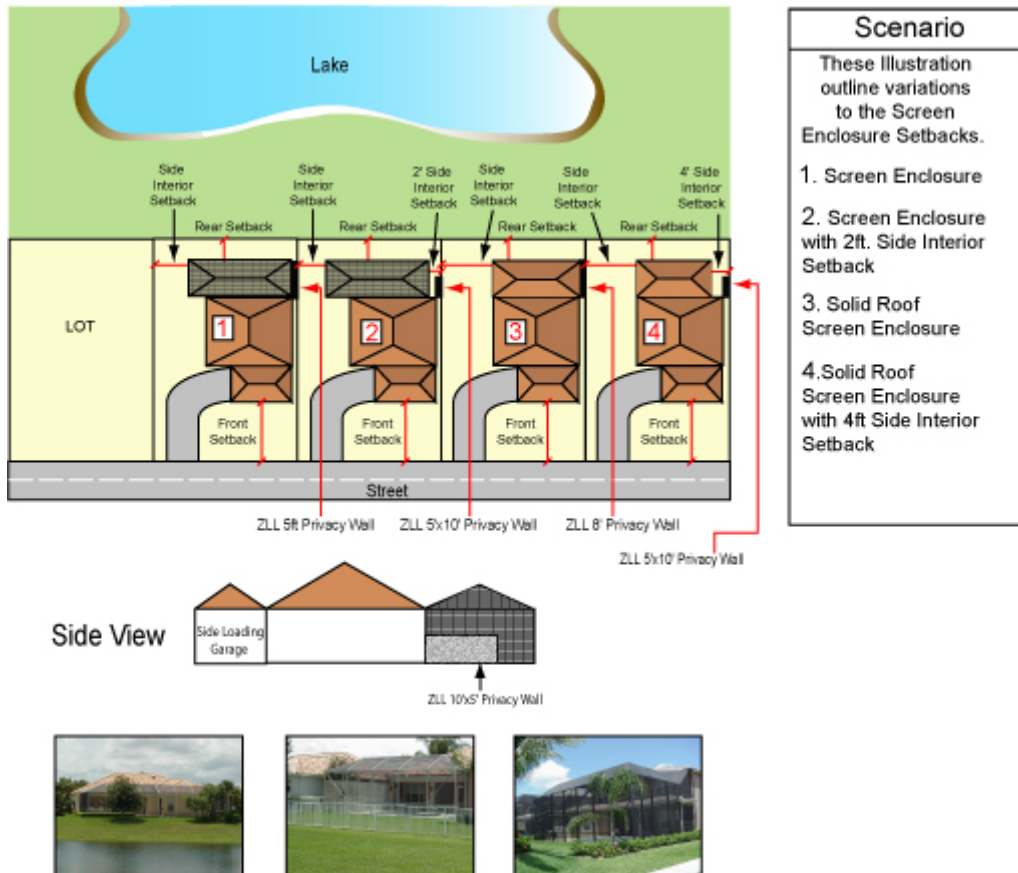 Lake
Scenario
These Illustration
outline variations
to the Screen
Enclosure Setbacks.
1. Screen Enclosure
2. Screen Enclosure
with 2ft. Side Interior
Setback
3. Solid Roof
Screen Enclosure
4.Solid Roof
Screen Enclosure
with 4ft Side Interior
Setback
Side
Interior
Setback
Side
Interior
Setback
2' Side
Interior
Setback
Side
Interior
Setback
Side
Interior
Setback
4' Side
Interior
Setback
Rear Setback
Rear Setback
Rear Setback
Rear Setback
LOT
1
2
3
4
Front
Setback
Front
Setback
Front
Setback
Front
Setback
Street
ZLL 5ft Privacy Wall
ZLL 5'x10' Privacy Wall
ZLL 8' Privacy Wall
ZLL 5'x10' Privacy Wall
Side View
Side Loading
Garage
ZLL 10'x5' Privacy Wall